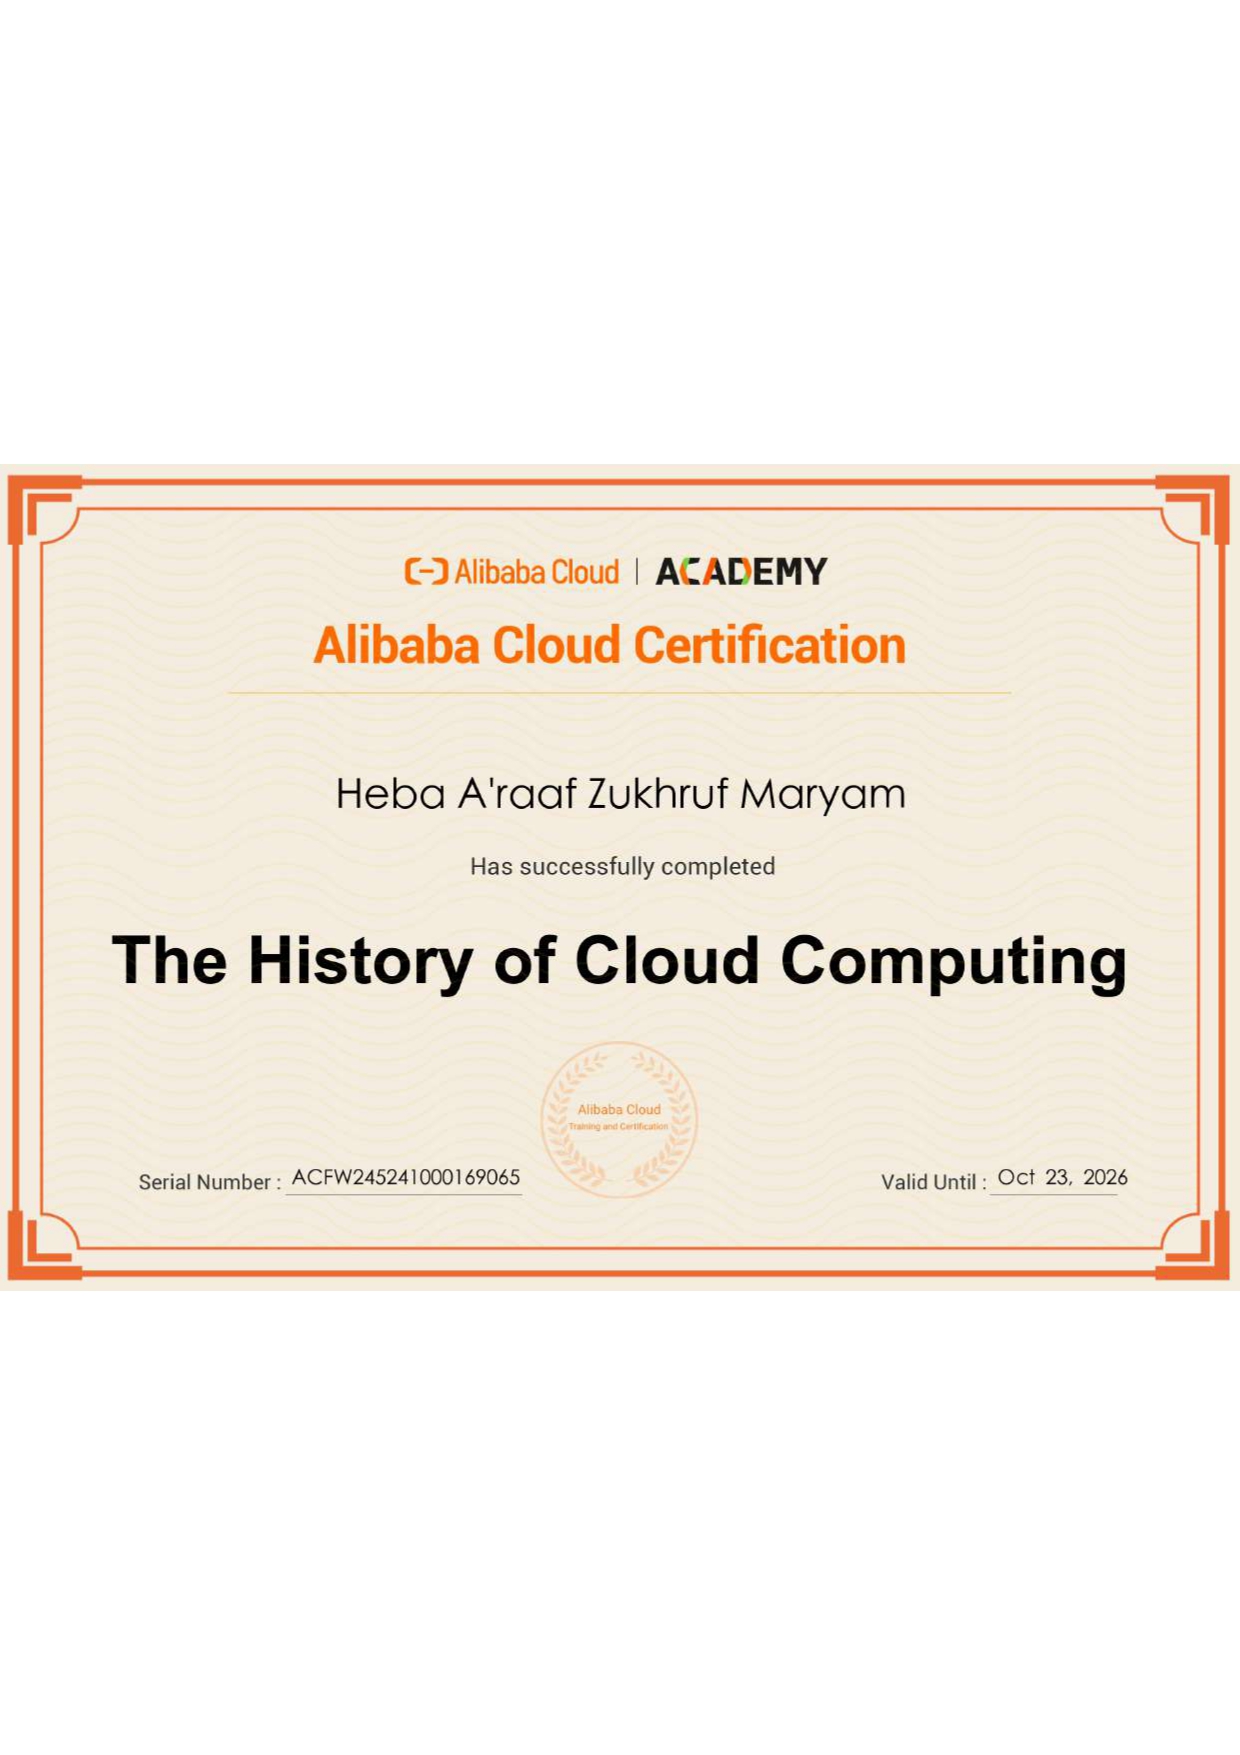 Alibaba Cloud | ACADEMY
Alibaba Cloud Certification
Heba A'raaf Zukhruf Maryam
Has successfully completed
The History of Cloud Computing
Alibaba Cloud
Training and Certification
Serial Number : ACFW245241000169065
Valid Until : Oct 23, 2026